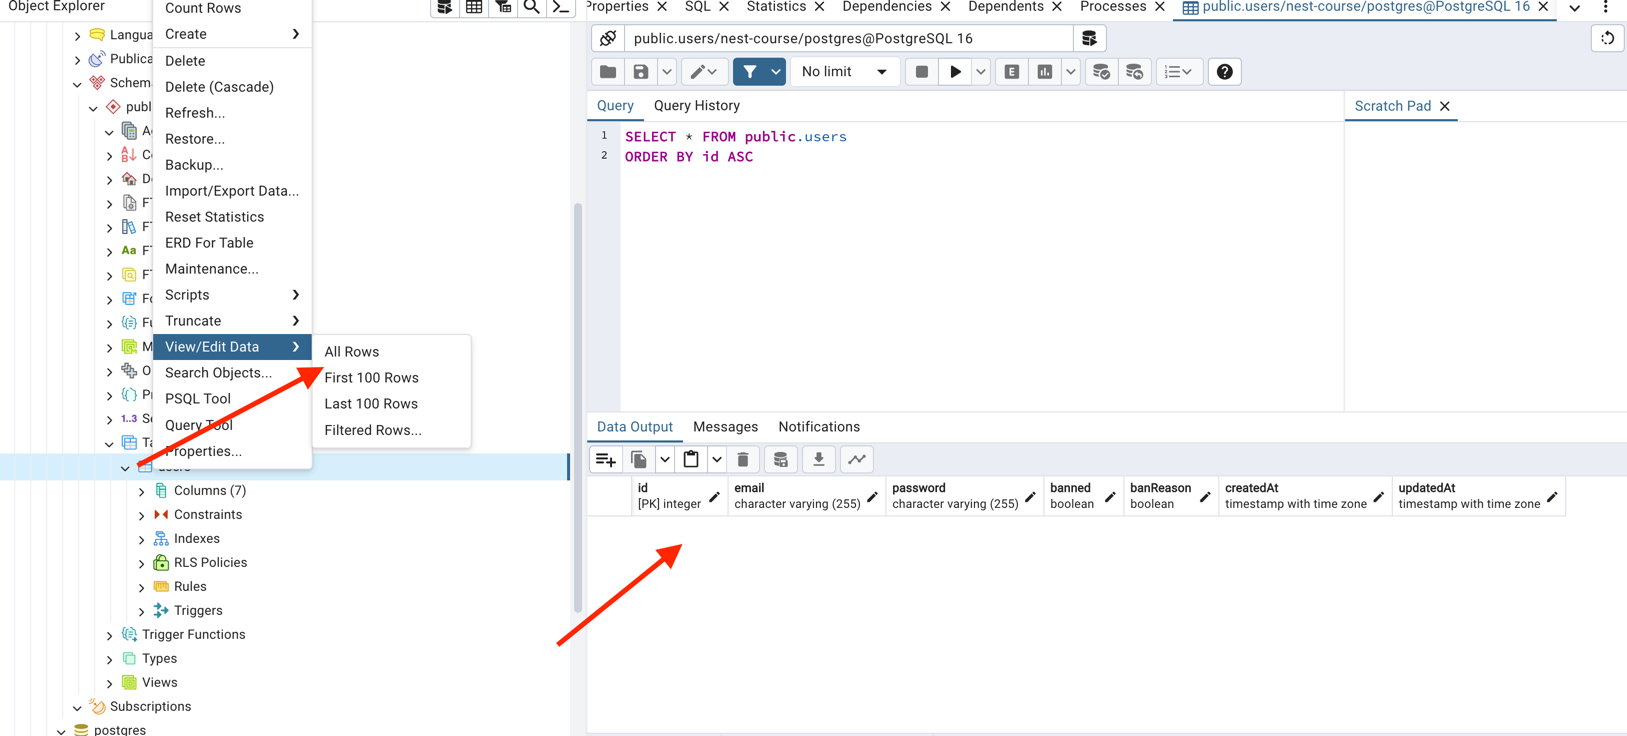 Object Explorer
Properties
SQL
Statistics
Dependencies
Dependents
Processes
public.users/nest-course/postgres@PostgreSQL 16
Count Rows
Create
Delete
Delete (Cascade)
Refresh...
Restore...
Backup...
Import/Export Data...
Reset Statistics
ERD For Table
Maintenance...
Scripts
Truncate
View/Edit Data
Search Objects...
PSQL Tool
Query Tool
Properties...
All Rows
First 100 Rows
Last 100 Rows
Filtered Rows...
Langua
Publica
Schem
publ
A
C
D
FT
FT
Aa F
FT
Fo
Fu
M
O
Pr
1..3 Se
Ta
users
Columns (7)
Constraints
Indexes
RLS Policies
Rules
Triggers
Trigger Functions
Types
Views
Subscriptions
postgres
public.users/nest-course/postgres@PostgreSQL 16
No limit
E
Query
Query History
Scratch Pad
1 SELECT * FROM public.users
2 ORDER BY id ASC
Data Output
Messages
Notifications
id
[PK] integer
email
character varying (255)
password
character varying (255)
banned
boolean
banReason
boolean
createdAt
timestamp with time zone
updatedAt
timestamp with time zone